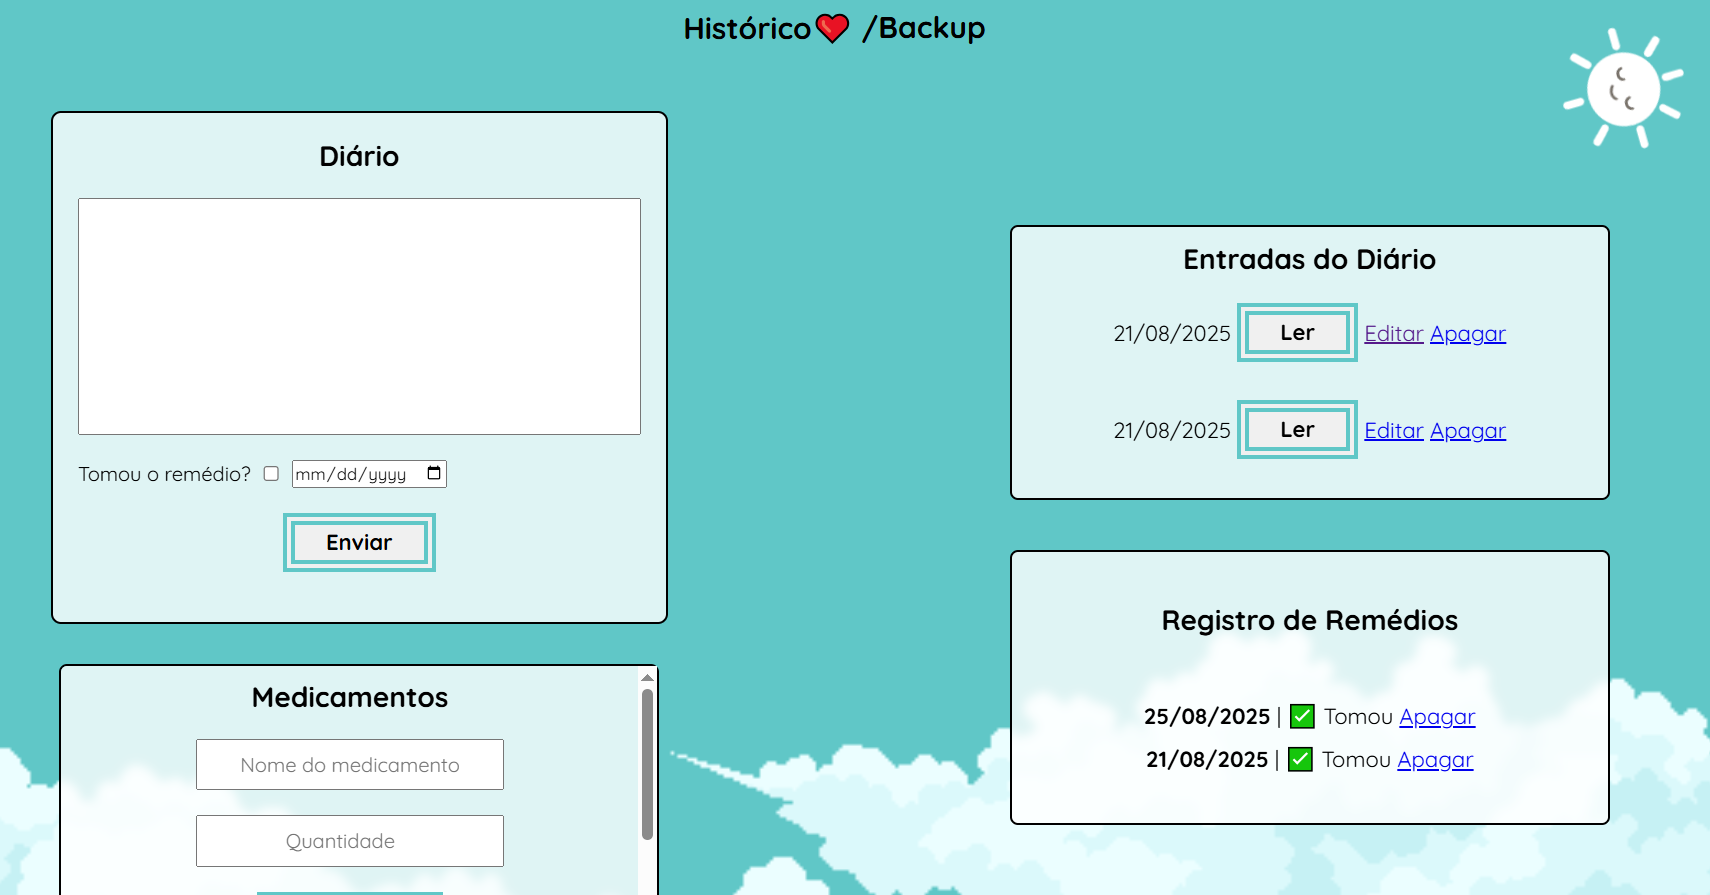 Histórico❤️ /Backup
Diário
Tomou o remédio? mm/dd/yyyy
Enviar
Medicamentos
Nome do medicamento
Quantidade
Entradas do Diário
21/08/2025 Ler Editar Apagar
21/08/2025 Ler Editar Apagar
Registro de Remédios
25/08/2025 | ✅ Tomou Apagar
21/08/2025 | ✅ Tomou Apagar